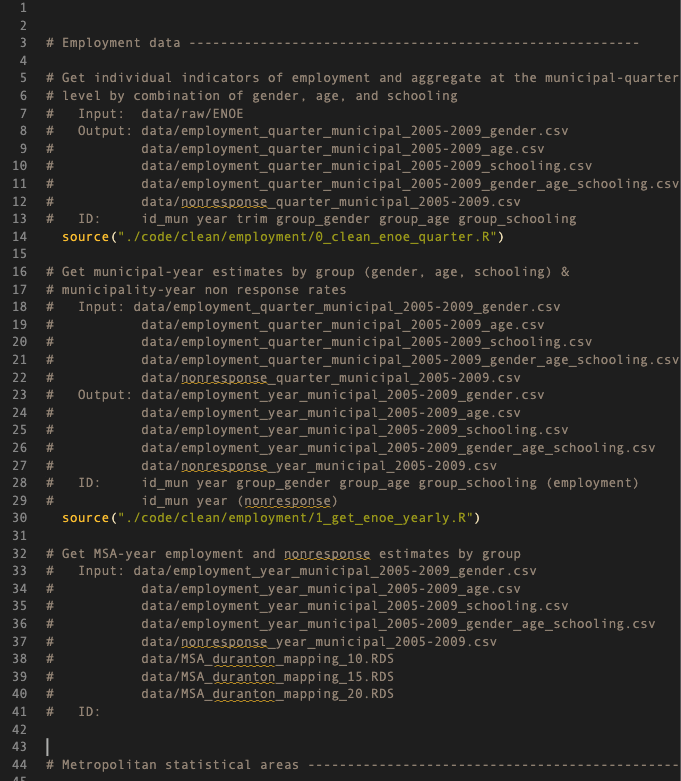 1
2
3 # Employment data ---------------------------------------------------------
4
5 # Get individual indicators of employment and aggregate at the municipal-quarter
6 # level by combination of gender, age, and schooling
7 #   Input:  data/raw/ENOE
8 #   Output: data/employment_quarter_municipal_2005-2009_gender.csv
9 #           data/employment_quarter_municipal_2005-2009_age.csv
10 #           data/employment_quarter_municipal_2005-2009_schooling.csv
11 #           data/employment_quarter_municipal_2005-2009_gender_age_schooling.csv
12 #           data/nonresponse_quarter_municipal_2005-2009.csv
13 #   ID:     id_mun year trim group_gender group_age group_schooling
14   source("./code/clean/employment/0_clean_enoe_quarter.R")
15
16 # Get municipal-year estimates by group (gender, age, schooling) &
17 # municipality-year non response rates
18 #   Input: data/employment_quarter_municipal_2005-2009_gender.csv
19 #           data/employment_quarter_municipal_2005-2009_age.csv
20 #           data/employment_quarter_municipal_2005-2009_schooling.csv
21 #           data/employment_quarter_municipal_2005-2009_gender_age_schooling.csv
22 #           data/nonresponse_quarter_municipal_2005-2009.csv
23 #   Output: data/employment_year_municipal_2005-2009_gender.csv
24 #           data/employment_year_municipal_2005-2009_age.csv
25 #           data/employment_year_municipal_2005-2009_schooling.csv
26 #           data/employment_year_municipal_2005-2009_gender_age_schooling.csv
27 #           data/nonresponse_year_municipal_2005-2009.csv
28 #   ID:     id_mun year group_gender group_age group_schooling (employment)
29 #           id_mun year (nonresponse)
30   source("./code/clean/employment/1_get_enoe_yearly.R")
31
32 # Get MSA-year employment and nonresponse estimates by group
33 #   Input: data/employment_year_municipal_2005-2009_gender.csv
34 #           data/employment_year_municipal_2005-2009_age.csv
35 #           data/employment_year_municipal_2005-2009_schooling.csv
36 #           data/employment_year_municipal_2005-2009_gender_age_schooling.csv
37 #           data/nonresponse_year_municipal_2005-2009.csv
38 #           data/MSA_duranton_mapping_10.RDS
39 #           data/MSA_duranton_mapping_15.RDS
40 #           data/MSA_duranton_mapping_20.RDS
41 #   ID:
42
43
44 # Metropolitan statistical areas -----------------------------------------------